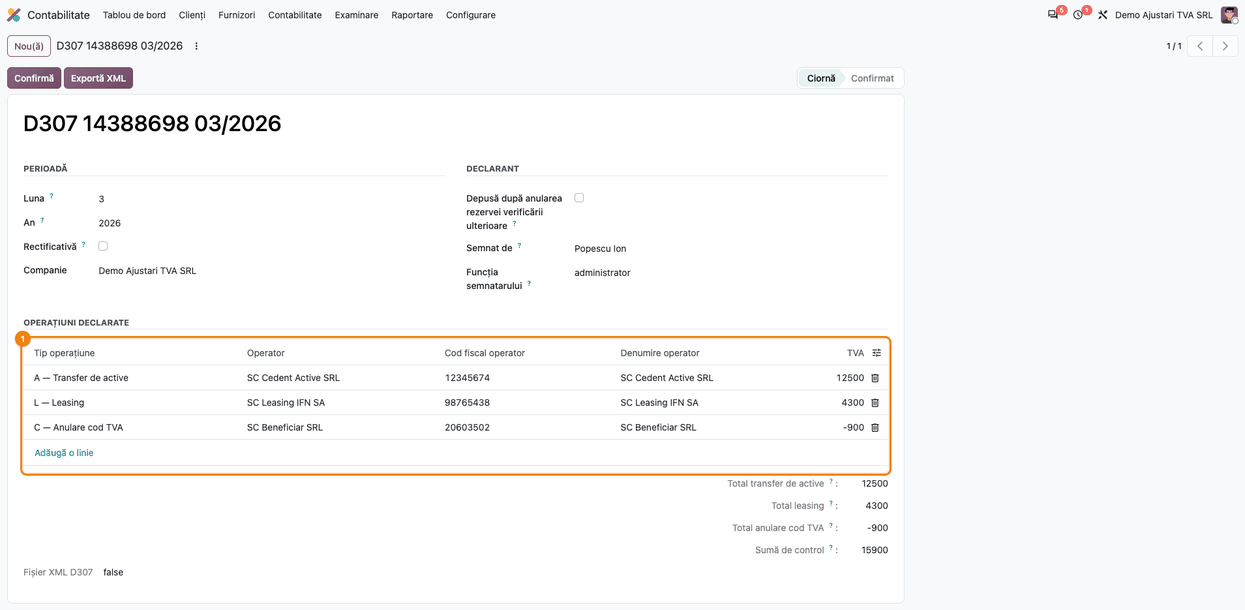 Contabilitate Tablou de bord Clienți Furnizori Contabilitate Examinare Raportare Configurare 5 1 Demo Ajustari TVA SRL
Nou(ă) D307 14388698 03/2026 1 / 1
Confirmă Exportă XML Ciornă Confirmat
D307 14388698 03/2026
PERIOADĂ
Luna ? 3
An ? 2026
Rectificativă ?
Companie Demo Ajustari TVA SRL
DECLARANT
Depusă după anularea
rezervei verificării
ulterioare ?
Semnat de ? Popescu Ion
Funcția
semnatarului ? administrator
OPERAȚIUNI DECLARATE
1
Tip operațiune Operator Cod fiscal operator Denumire operator TVA
A — Transfer de active SC Cedent Active SRL 12345674 SC Cedent Active SRL 12500
L — Leasing SC Leasing IFN SA 98765438 SC Leasing IFN SA 4300
C — Anulare cod TVA SC Beneficiar SRL 20603502 SC Beneficiar SRL -900
Adăugă o linie
Total transfer de active ? : 12500
Total leasing ? : 4300
Total anulare cod TVA ? : -900
Sumă de control ? : 15900
Fișier XML D307 false